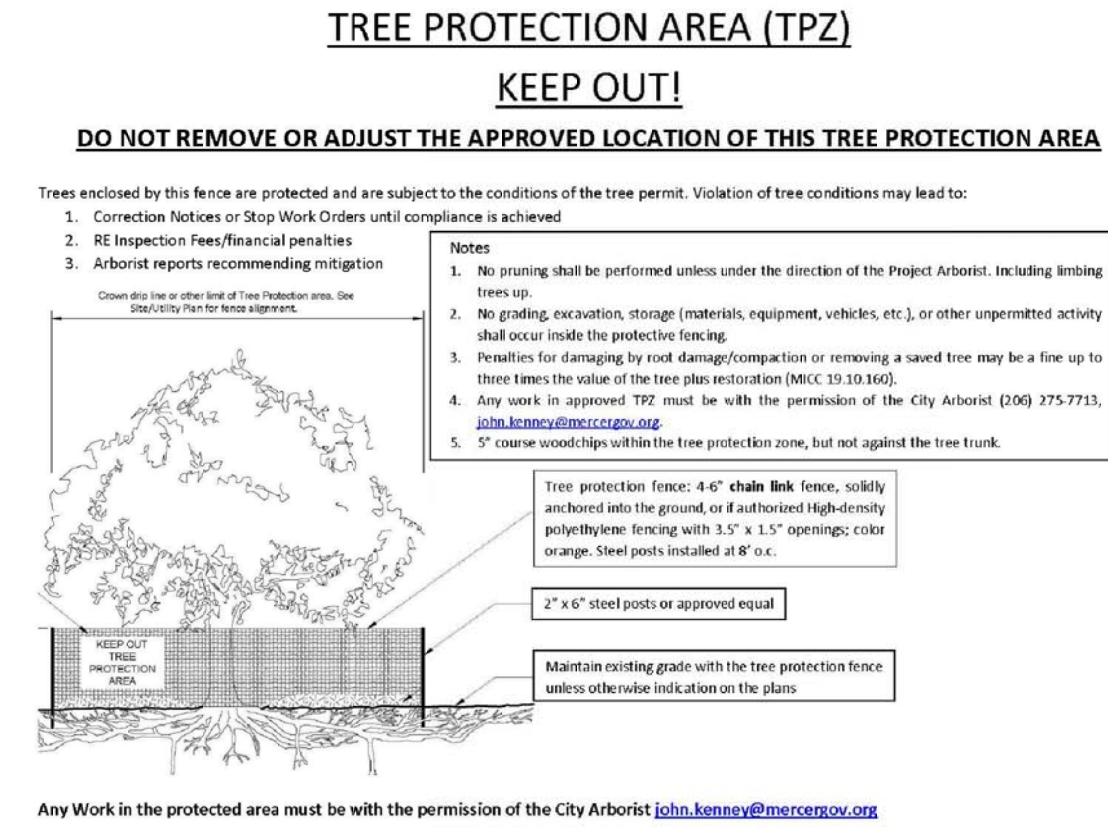 TREE PROTECTION AREA (TPZ)
KEEP OUT!
DO NOT REMOVE OR ADJUST THE APPROVED LOCATION OF THIS TREE PROTECTION AREA
Trees enclosed by this fence are protected and are subject to the conditions of the tree permit. Violation of tree conditions may lead to:
1. Correction Notices or Stop Work Orders until compliance is achieved
2. RE Inspection Fees/financial penalties
3. Arborist reports recommending mitigation
Crown drip line or other limit of Tree Protection area. See
Site/Utility Plan for fence alignment.
Notes
1. No pruning shall be performed unless under the direction of the Project Arborist. Including limbing
trees up.
2. No grading, excavation, storage (materials, equipment, vehicles, etc.), or other unpermitted activity
shall occur inside the protective fencing.
3. Penalties for damaging by root damage/compaction or removing a saved tree may be a fine up to
three times the value of the tree plus restoration (MICC 19.10.160).
4. Any work in approved TPZ must be with the permission of the City Arborist (206) 275-7713,
john.kenney@mercergov.org.
5. 5" course woodchips within the tree protection zone, but not against the tree trunk.
Tree protection fence: 4-6" chain link fence, solidly
anchored into the ground, or if authorized High-density
polyethylene fencing with 3.5" x 1.5" openings; color
orange. Steel posts installed at 8' o.c.
2" x 6" steel posts or approved equal
Maintain existing grade with the tree protection fence
unless otherwise indication on the plans
KEEP OUT
TREE
PROTECTION
AREA
Any Work in the protected area must be with the permission of the City Arborist john.kenney@mercergov.org